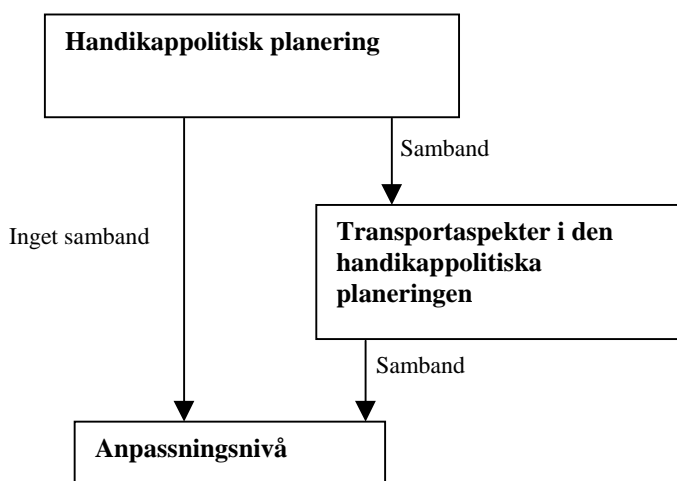 Handikappolitisk planering
Samband
Inget samband
Transportaspekter i den
handikappolitiska
planeringen
Samband
Anpassningsnivå